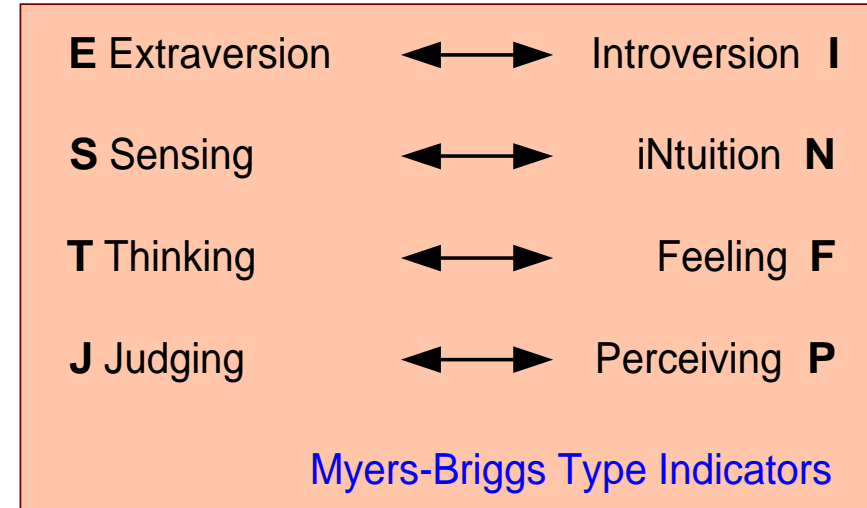 E Extraversion Introversion I
S Sensing iNtuition N
T Thinking Feeling F
J Judging Perceiving P
Myers-Briggs Type Indicators